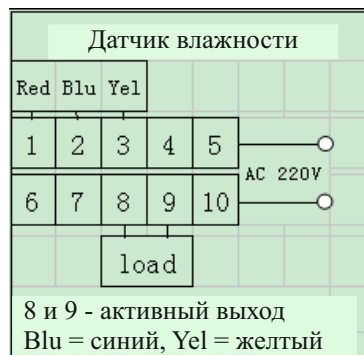 Датчик влажности
Red Blu Yel
1 2 3 4 5
AC 220V
6 7 8 9 10
load
8 и 9 - активный выход
Blu = синий, Yel = желтый